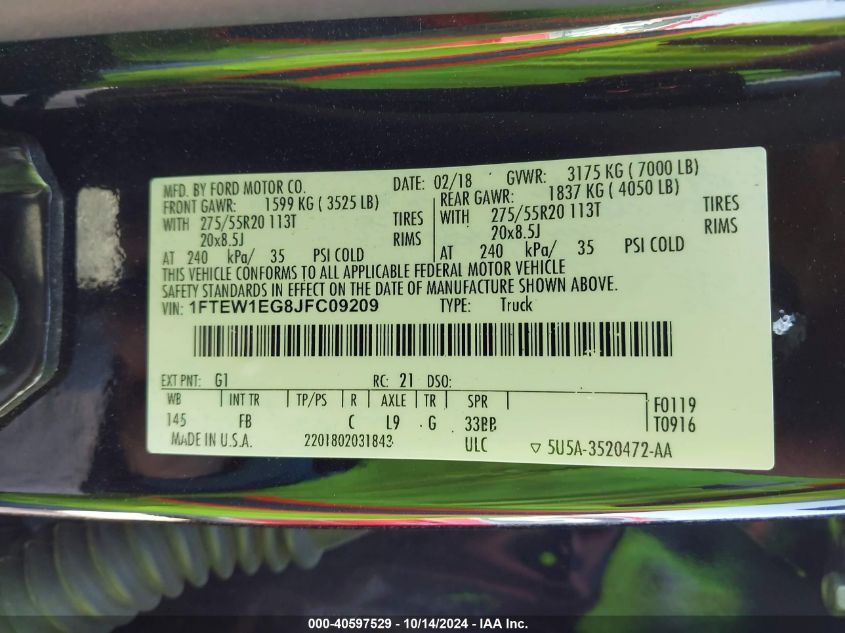 MFD. BY FORD MOTOR CO. DATE: 02/18 GVWR: 3175 KG ( 7000 LB)
FRONT GAWR: 1599 KG ( 3525 LB) REAR GAWR: 1837 KG ( 4050 LB)
WITH 275/55R20 113T TIRES WITH 275/55R20 113T TIRES
20x8.5J RIMS 20x8.5J RIMS
AT 240 kPa/ 35 PSI COLD AT 240 kPa/ 35 PSI COLD
THIS VEHICLE CONFORMS TO ALL APPLICABLE FEDERAL MOTOR VEHICLE
SAFETY STANDARDS IN EFFECT ON THE DATE OF MANUFACTURE SHOWN ABOVE.
VIN: 1FTEW1EG8JFC09209 TYPE: Truck
EXT PNT: G1 RC: 21 DSO:
WB INT TR TP/PS R AXLE TR SPR F0119
145 FB C L9 G 33BB T0916
MADE IN U.S.A. 2201802031843 ULC ▽ 5U5A-3520472-AA
000-40597529 - 10/14/2024 - IAA Inc.